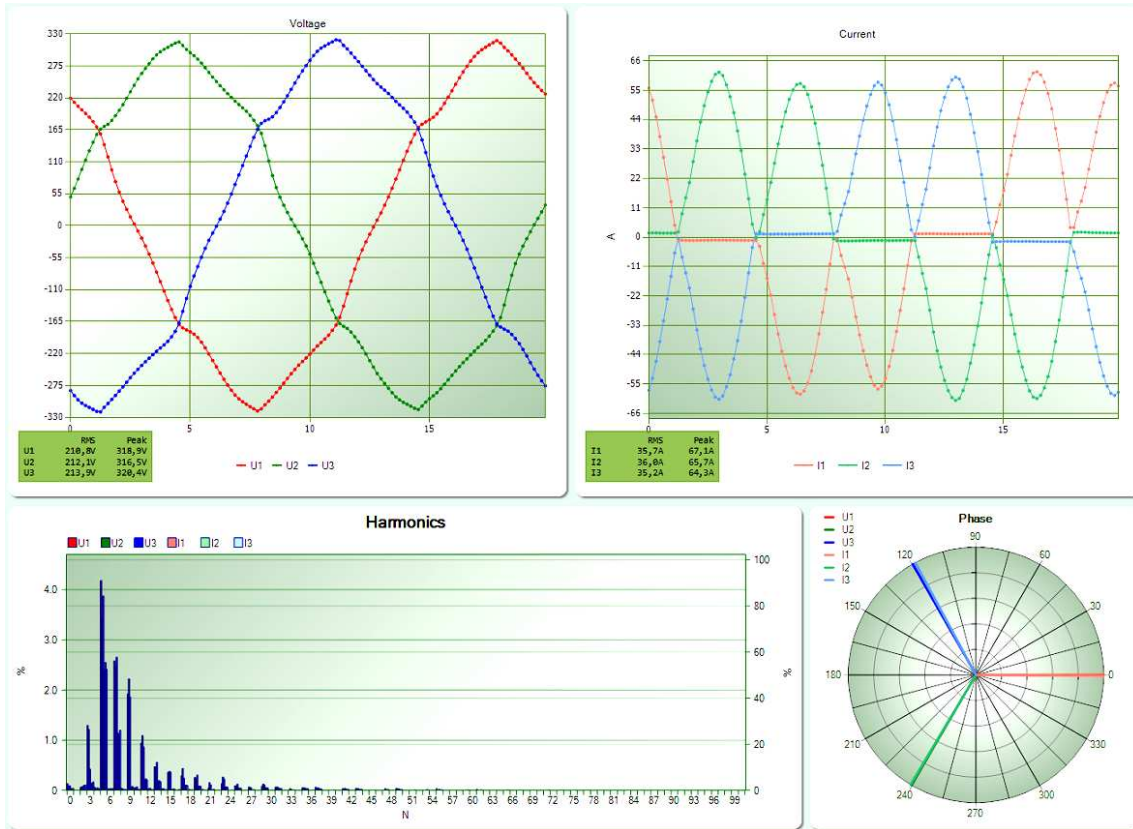 Voltage
330
275
220
165
110
55
0
-55
-110
-165
-220
-275
-330
0 5 10 15
RMS Peak
U1 210,8V 318,9V
U2 212,1V 316,5V
U3 213,9V 320,4V
U1 U2 U3
Current
66
55
44
33
22
11
0
-11
-22
-33
-44
-55
-66
A
0 5 10 15
RMS Peak
I1 35,7A 67,1A
I2 36,0A 65,7A
I3 35,2A 64,3A
I1 I2 I3
Harmonics
U1 U2 U3 I1 I2 I3
4.0
3.0
2.0
1.0
0
%
100
80
60
40
20
0
%
0 3 6 9 12 15 18 21 24 27 30 33 36 39 42 45 48 51 54 57 60 63 66 69 72 75 78 81 84 87 90 93 96 99
N
Phase
U1
U2
U3
I1
I2
I3
90
120 60
150 30
180 0
210 330
240 300
270